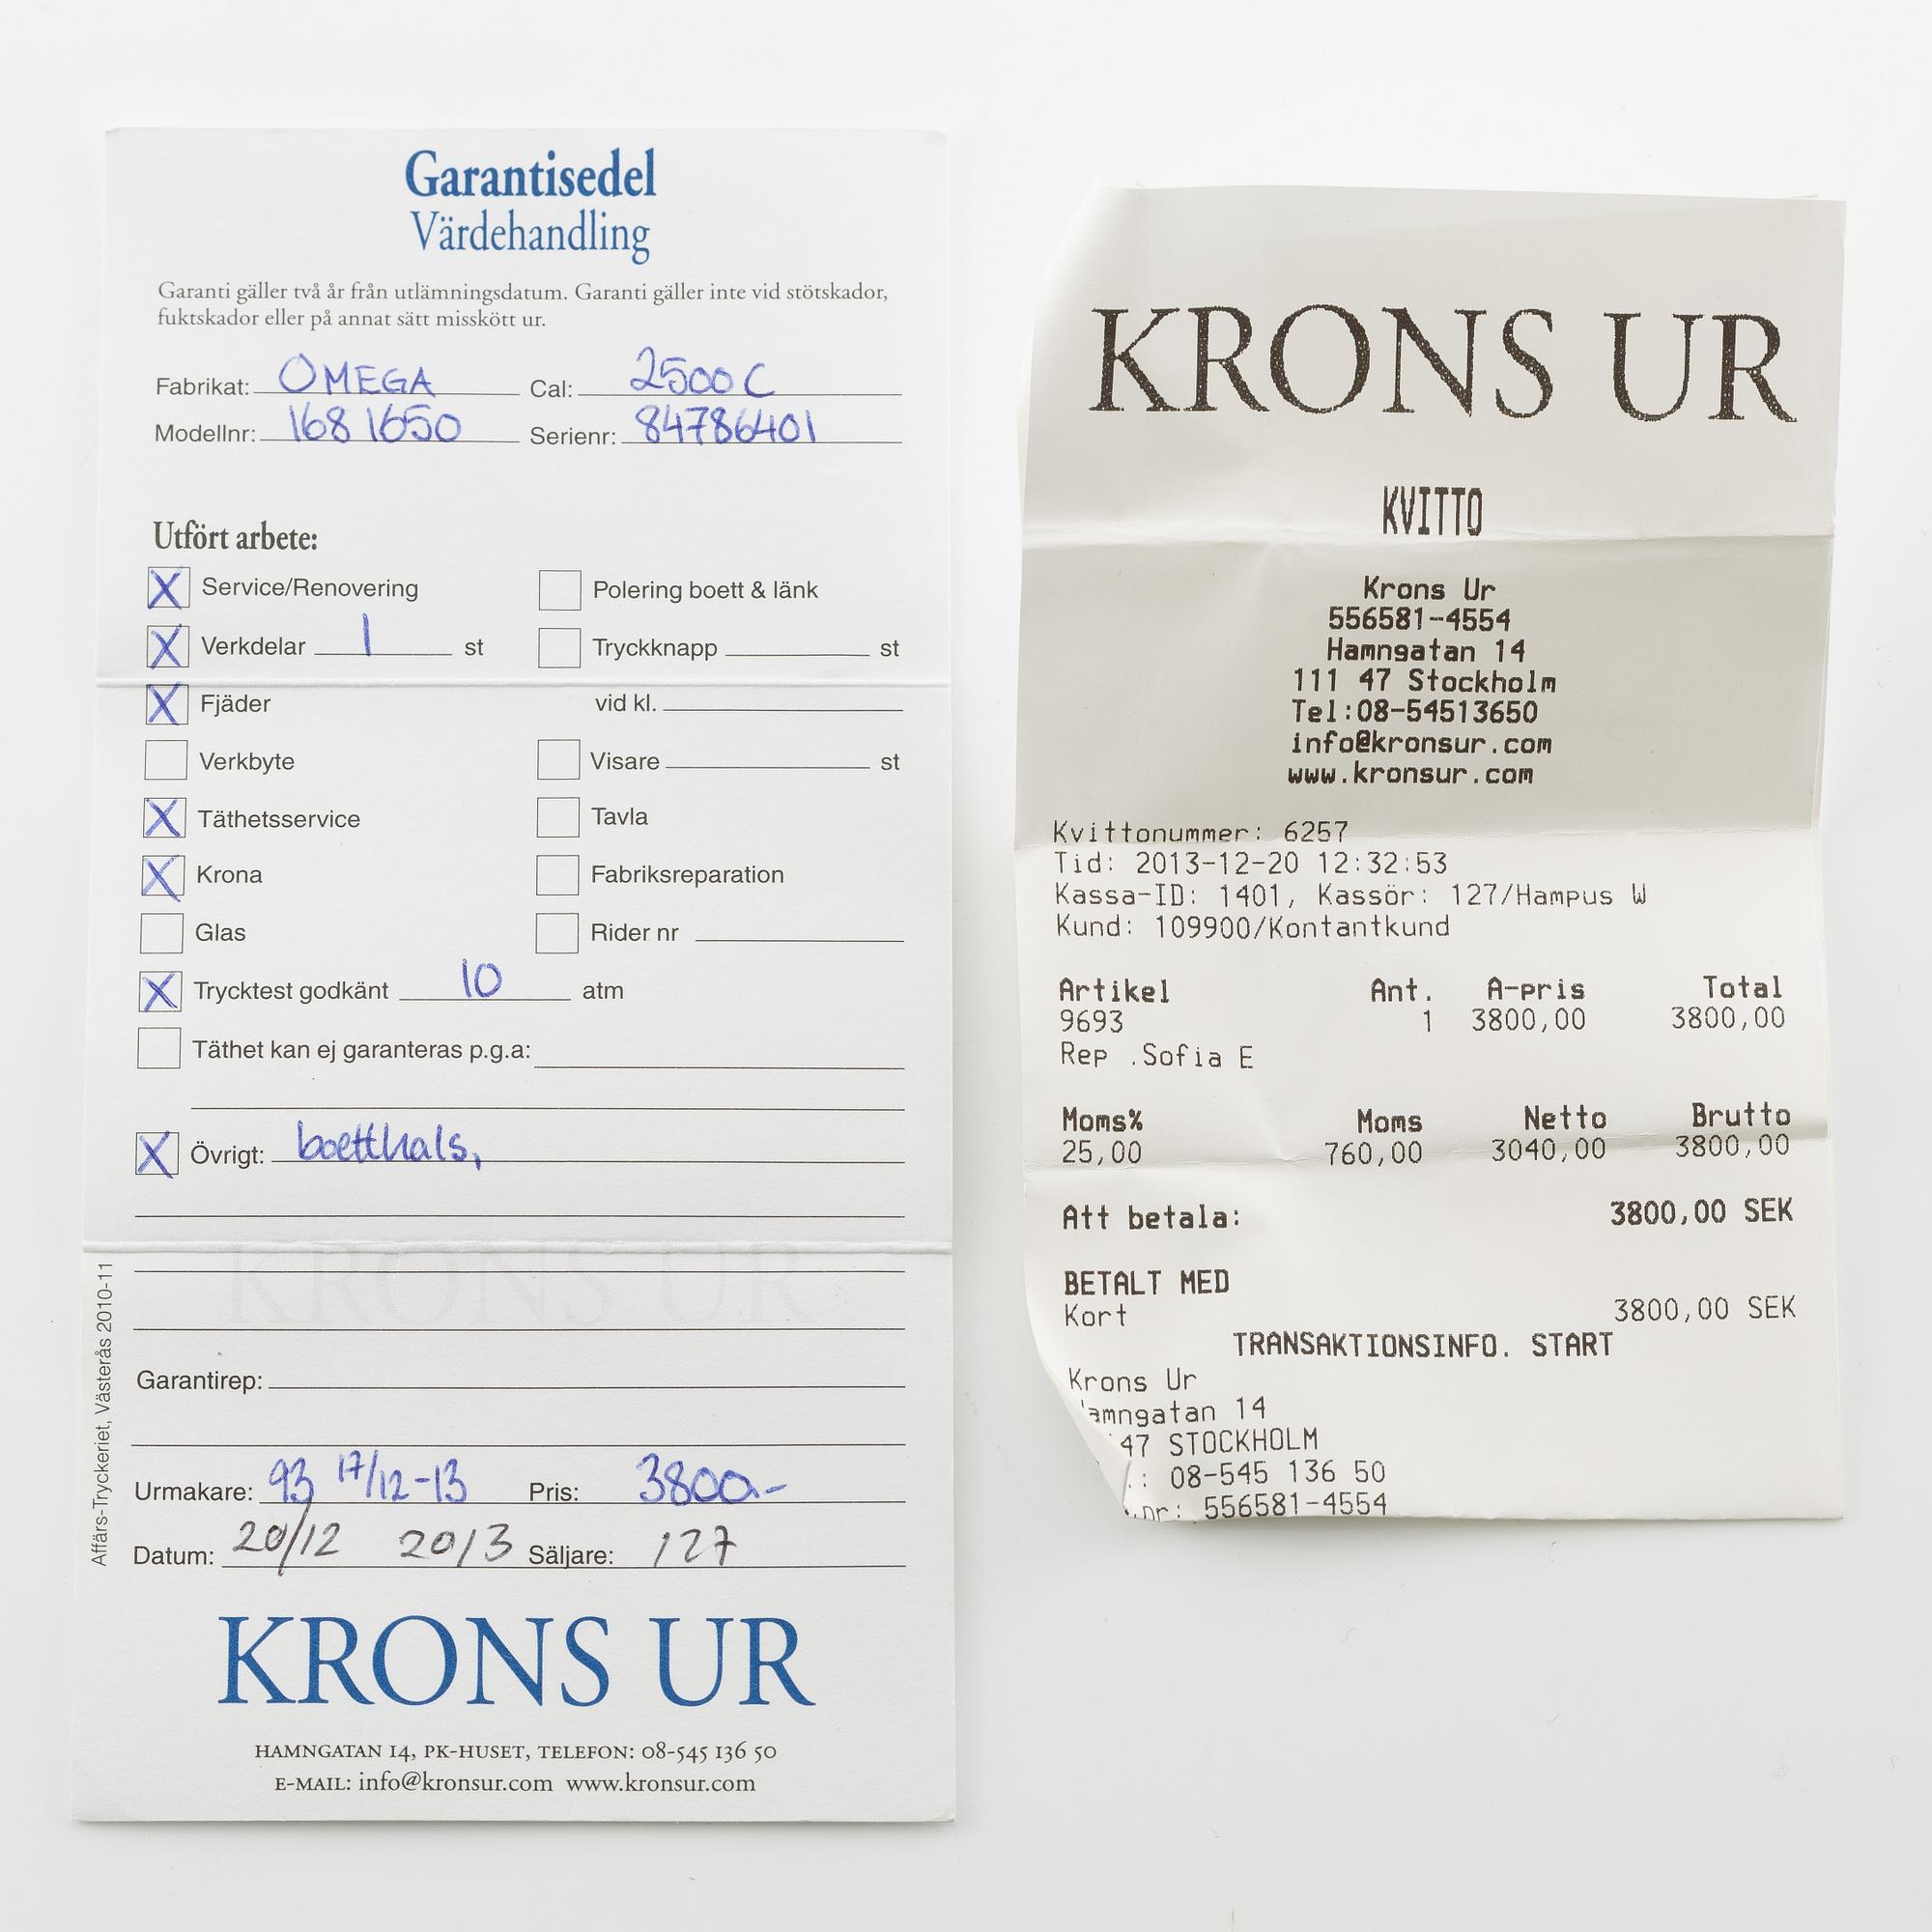 Garantisedel
Värdehandling
Garanti gäller två år från utlämningsdatum. Garanti gäller inte vid stötskador,
fuktskador eller på annat sätt misskött ur.
Fabrikat: OMEGA Cal: 2500 C
Modellnr: 168 1650 Serienr: 84786401
Utfört arbete:
X Service/Renovering Polering boett & länk
X Verkdelar 1 st Tryckknapp st
X Fjäder vid kl.
Verkbyte Visare st
X Täthetsservice Tavla
X Krona Fabriksreparation
Glas Rider nr
X Trycktest godkänt 10 atm
Täthet kan ej garanteras p.g.a:
X Övrigt: boetthals,
KRONS UR
Garantirep:
Urmakare: 93 17/12-13 Pris: 3800.-
Datum: 20/12 2013 Säljare: 127
Affärs-Tryckeriet, Västerås 2010-11
KRONS UR
HAMNGATAN 14, PK-HUSET, TELEFON: 08-545 136 50
E-MAIL: info@kronsur.com www.kronsur.com
KRONS UR
KVITTO
Krons Ur
556581-4554
Hamngatan 14
111 47 Stockholm
Tel:08-54513650
info@kronsur.com
www.kronsur.com
Kvittonummer: 6257
Tid: 2013-12-20 12:32:53
Kassa-ID: 1401, Kassör: 127/Hampus W
Kund: 109900/Kontantkund
Artikel Ant. A-pris Total
9693 1 3800,00 3800,00
Rep .Sofia E
Moms% Moms Netto Brutto
25,00 760,00 3040,00 3800,00
Att betala: 3800,00 SEK
BETALT MED
Kort 3800,00 SEK
TRANSAKTIONSINFO. START
Krons Ur
amngatan 14
47 STOCKHOLM
: 08-545 136 50
nr: 556581-4554